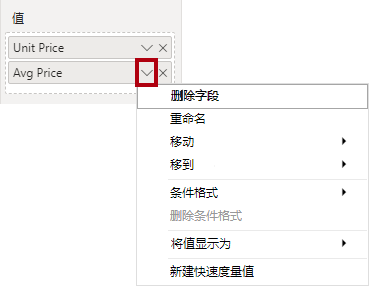 值
Unit Price
Avg Price
删除字段
重命名
移动
移到
条件格式
删除条件格式
将值显示为
新建快速度量值